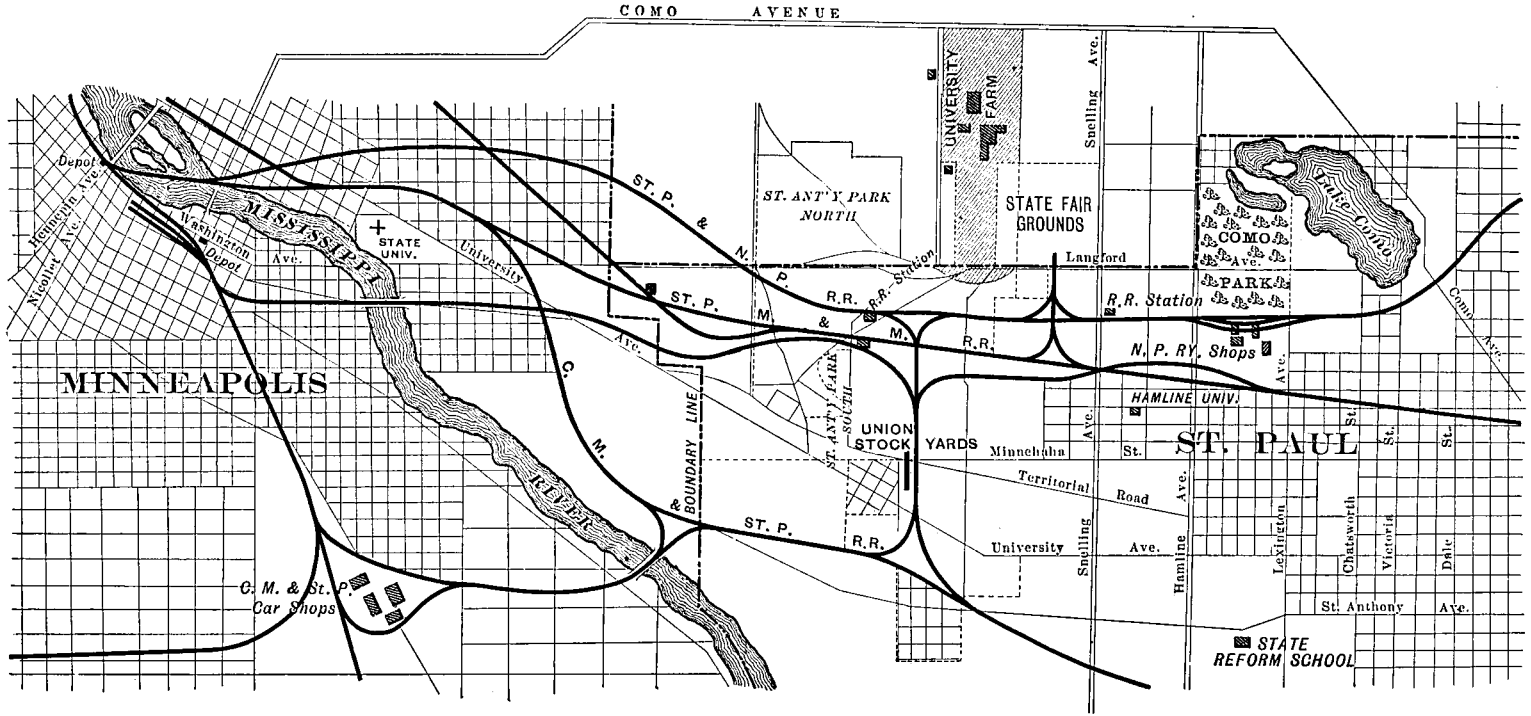 COMO AVENUE
UNIVERSITY
FARM
Snelling Ave.
Depot
Hennepin Ave.
Nicollet Ave.
Washington Ave.
Depot
MISSISSIPPI
RIVER
STATE
UNIV.
University Ave.
ST. P. & N. P. R.R.
ST. ANT'Y. PARK
NORTH
STATE FAIR
GROUNDS
Langford Ave.
Lake Como
COMO
PARK
Como Ave.
R.R. Station
R.R. Station
ST. P. M. & M. R.R.
N. P. RY. Shops
MINNEAPOLIS
C. M. & ST. P. R.R.
BOUNDARY LINE
ST. ANT'Y PARK
SOUTH
UNION
STOCK YARDS
HAMLINE UNIV.
ST. PAUL
Minnehaha St.
Territorial Road
University Ave.
Snelling Ave.
Hamline Ave.
Lexington Ave.
Chatsworth St.
Victoria St.
Dale St.
St. Anthony Ave.
C. M. & St. P.
Car Shops
STATE
REFORM SCHOOL